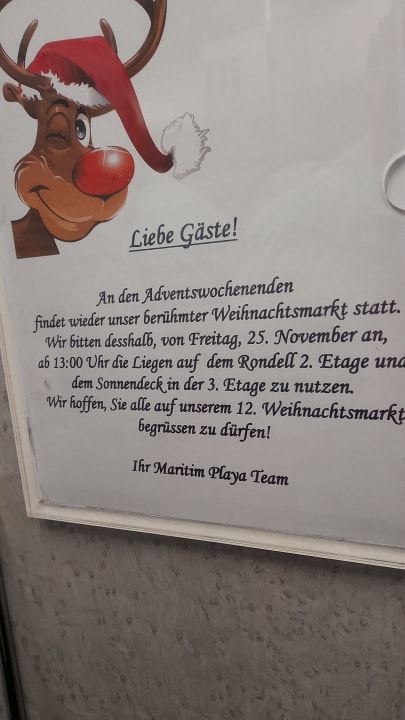 Liebe Gäste!
An den Adventswochenenden
findet wieder unser berühmter Weihnachtsmarkt statt.
Wir bitten desshalb, von Freitag, 25. November an,
ab 13:00 Uhr die Liegen auf dem Rondell 2. Etage und
dem Sonnendeck in der 3. Etage zu nutzen.
Wir hoffen, Sie alle auf unserem 12. Weihnachtsmarkt
begrüssen zu dürfen!
Ihr Maritim Playa Team